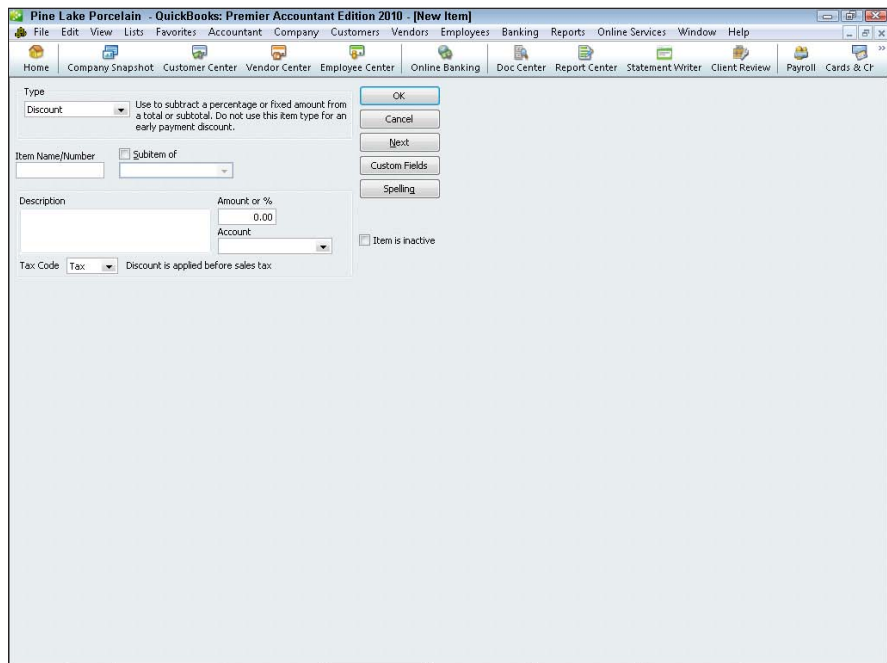 Pine Lake Porcelain - QuickBooks: Premier Accountant Edition 2010 - [New Item]
File Edit View Lists Favorites Accountant Company Customers Vendors Employees Banking Reports Online Services Window Help
Home Company Snapshot Customer Center Vendor Center Employee Center Online Banking Doc Center Report Center Statement Writer Client Review Payroll Cards & Ch
Type
Discount
Use to subtract a percentage or fixed amount from
a total or subtotal. Do not use this item type for an
early payment discount.
OK
Cancel
Next
Custom Fields
Spelling
Item Name/Number
Subitem of
Description
Amount or %
0.00
Account
Item is inactive
Tax Code Tax Discount is applied before sales tax